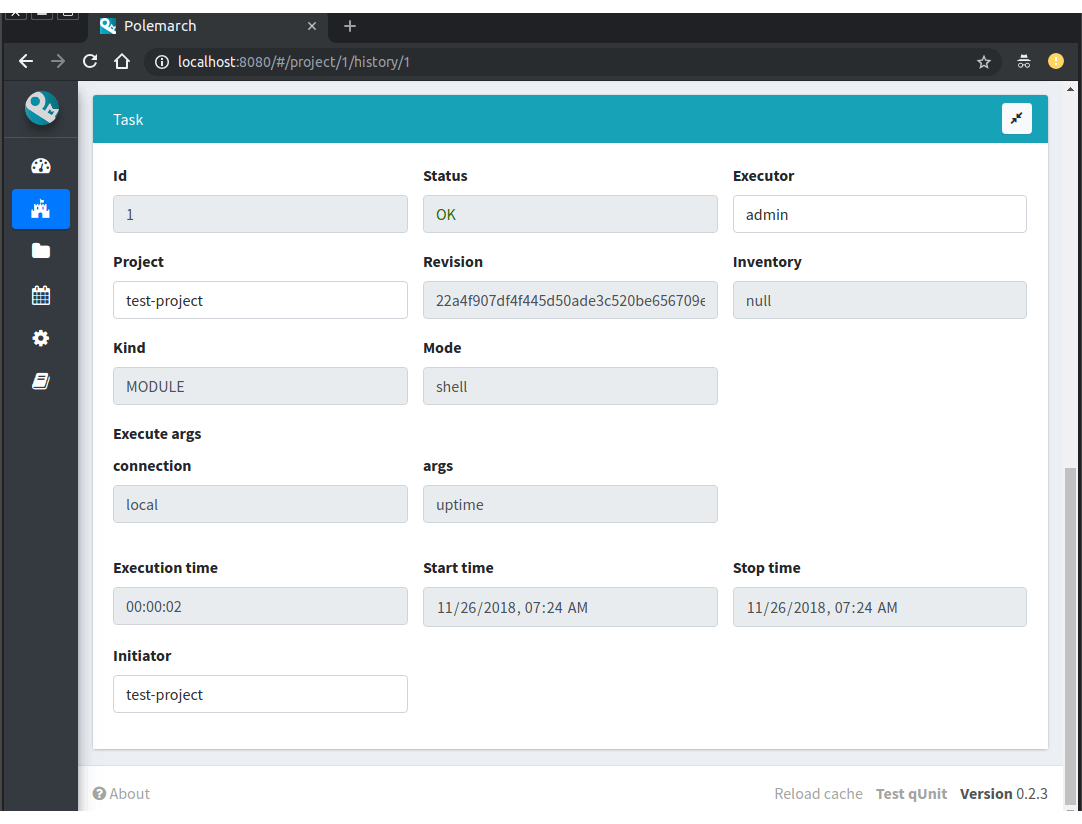 Polemarch
localhost:8080/#/project/1/history/1
Task
Id Status Executor
1 OK admin
Project Revision Inventory
test-project 22a4f907df4f445d50ade3c520be656709e null
Kind Mode
MODULE shell
Execute args
connection args
local uptime
Execution time Start time Stop time
00:00:02 11/26/2018, 07:24 AM 11/26/2018, 07:24 AM
Initiator
test-project
About Reload cache Test qUnit Version 0.2.3